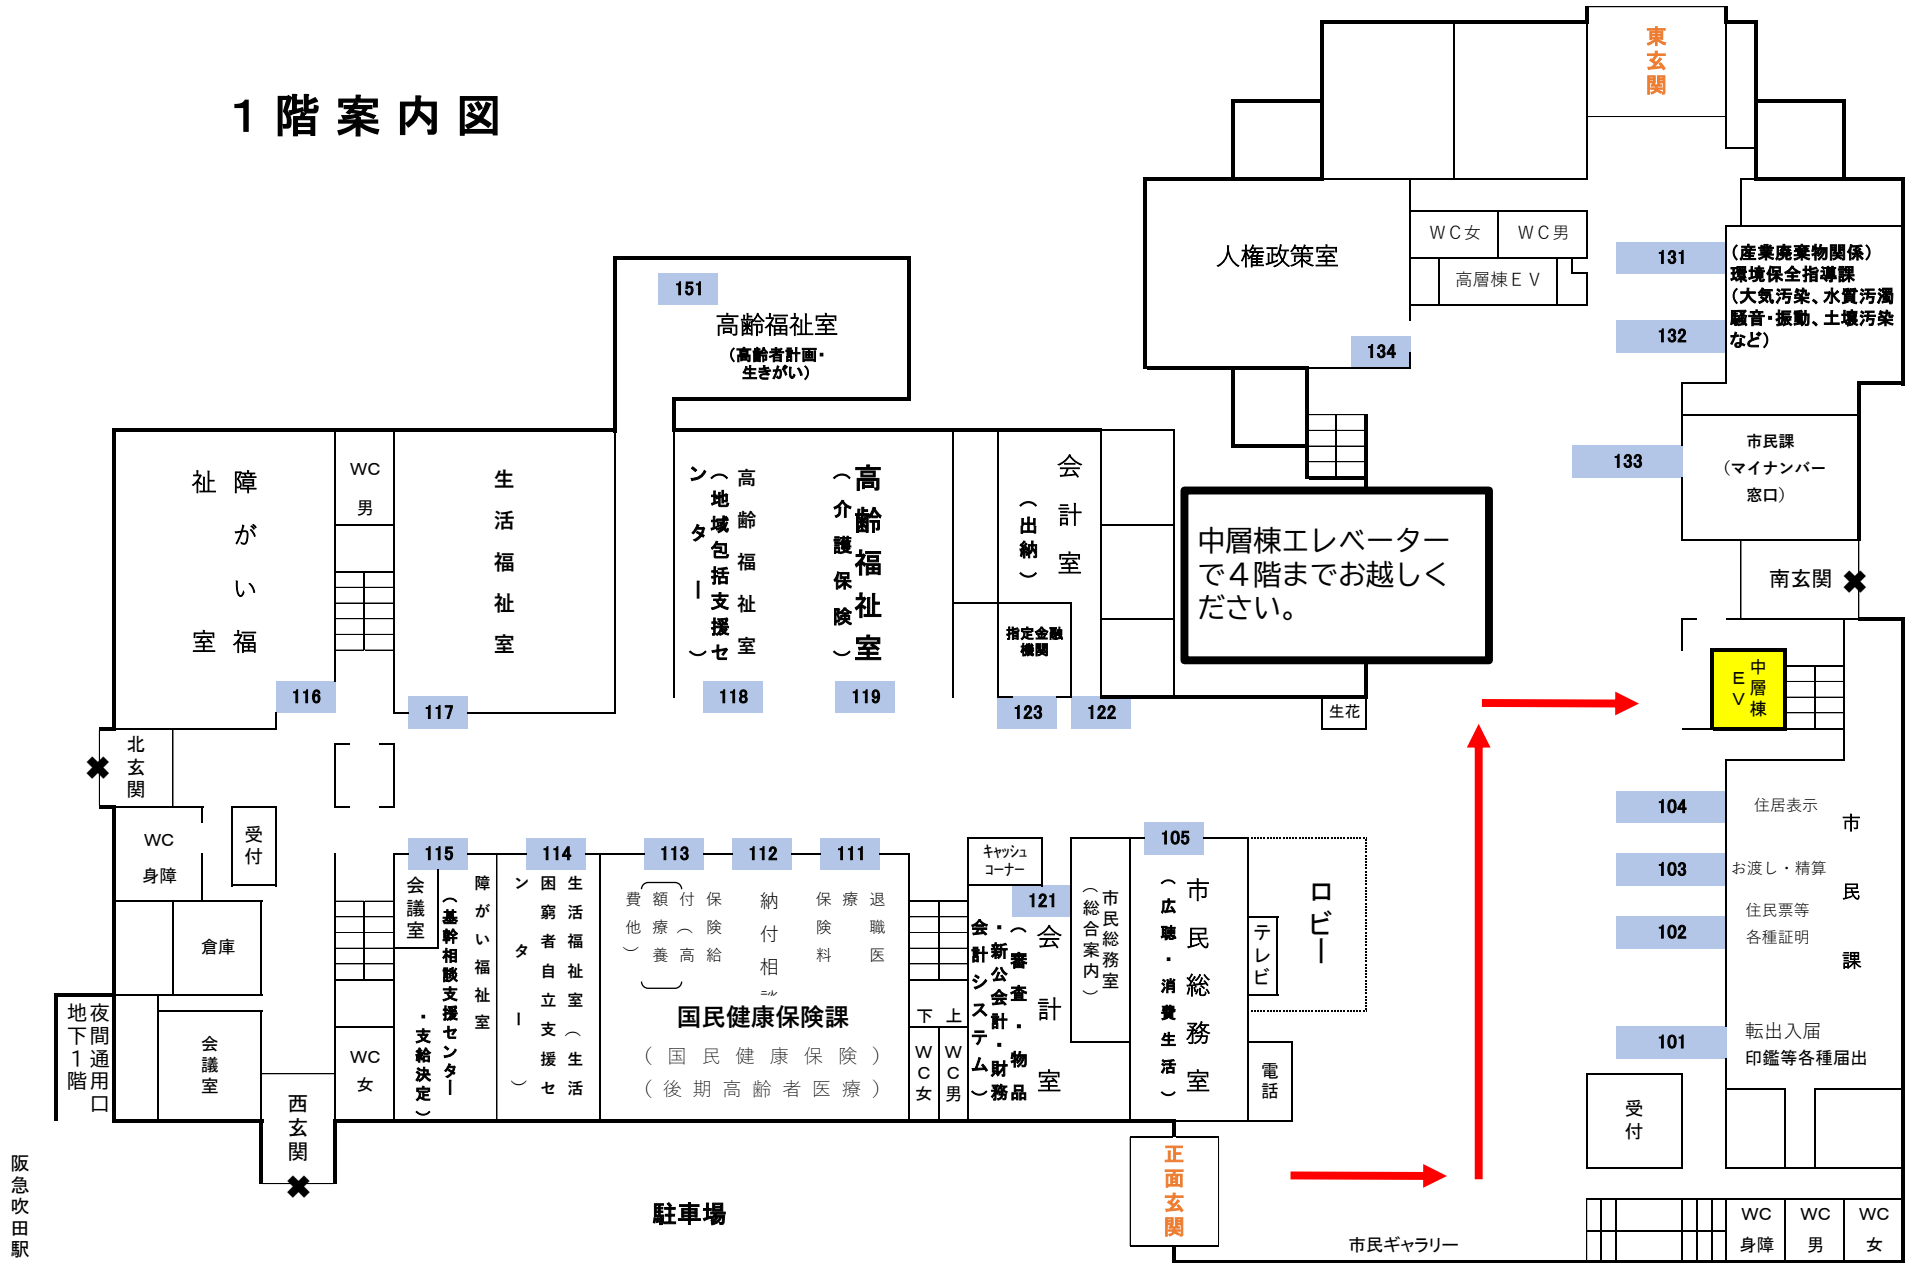 １階案内図
東玄関
人権政策室
ＷＣ女
ＷＣ男
高層棟ＥＶ
131
132
（産業廃棄物関係）
環境保全指導課
（大気汚染、水質汚濁
騒音・振動、土壌汚染
など）
134
133
市民課
（マイナンバー
窓口）
南玄関
151
高齢福祉室
（高齢者計画・
生きがい）
障がい福
祉室
WC
男
生活福祉室
高齢福祉室
（地域包括支援セ
ンター）
高齢福祉室
（介護保険）
会計室
（出納）
指定金融
機関
中層棟エレベーター
で４階までお越しく
ださい。
中層棟
ＥＶ
116
117
118
119
123
122
生花
北玄関
WC
身障
受付
倉庫
会議室
夜間通用口
地下１階
西玄関
阪急吹田駅
WC
女
115
会議室
障がい福祉室
（基幹相談支援センター
・支給決定）
114
生活福祉室（生活
困窮者自立支援セ
ンター）
113
112
111
保険給
付（高
額療養
費他）
納付相
退職医
療
保険料
国民健康保険課
（国民健康保険）
（後期高齢者医療）
下
上
ＷＣ女
ＷＣ男
キャッシュ
コーナー
121
会計室
（審査・物品
・新公会計・財務
会計システム）
市民総務室
（総合案内）
105
市民総務室
（広聴・消費生活）
テレビ
ロビー
電話
104
住居表示
103
お渡し・精算
102
住民票等
各種証明
101
転出入届
印鑑等各種届出
市民課
受付
正面玄関
駐車場
市民ギャラリー
WC
身障
WC
男
WC
女